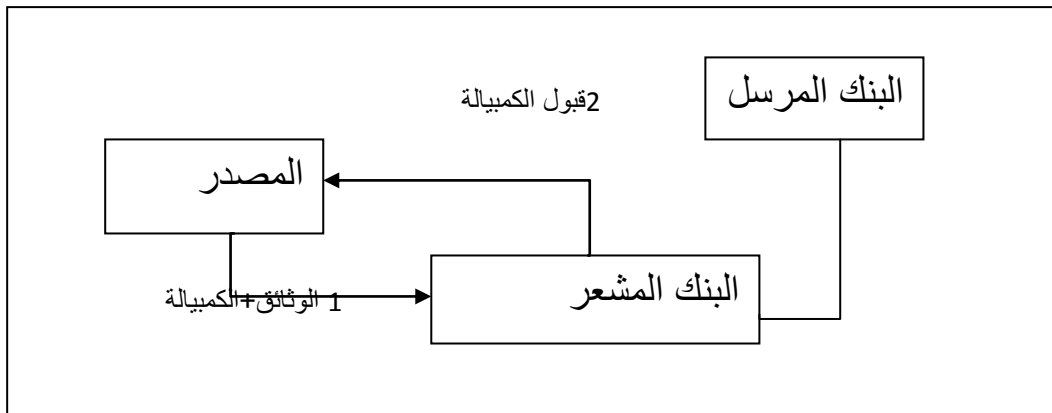 البنك المرسل
2قبول الكمبيالة
المصدر
البنك المشعر
1 الوثائق+الكمبيالة